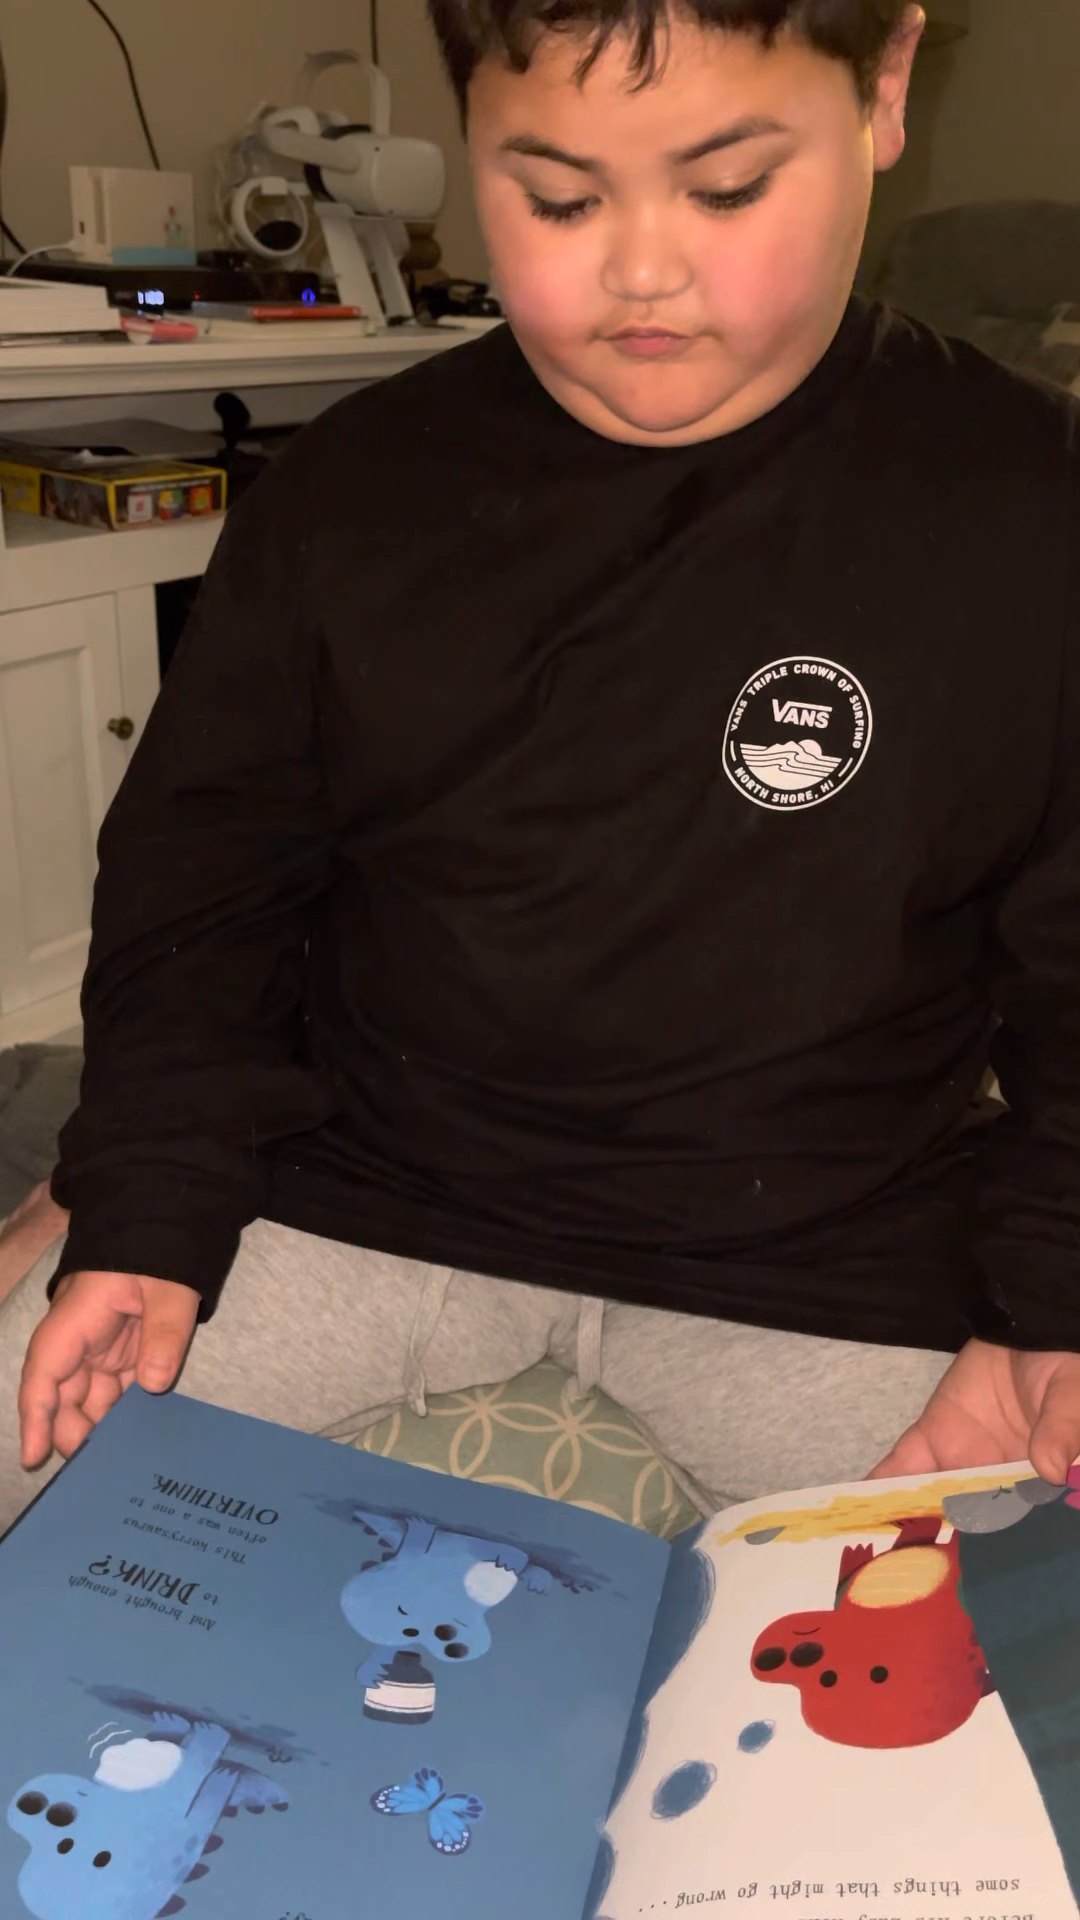 VANS TRIPLE CROWN OF SURFING
VANS
NORTH SHORE, HI
And brought enough
to DRINK?
This Worrysaurus
often was a one to
OVERTHINK.
some things that might go wrong...